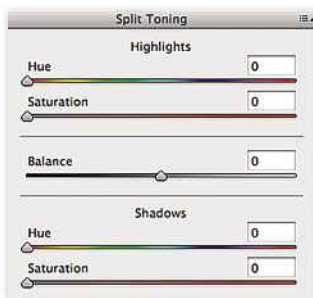 Split Toning
Highlights
Hue 0
Saturation 0
Balance 0
Shadows
Hue 0
Saturation 0